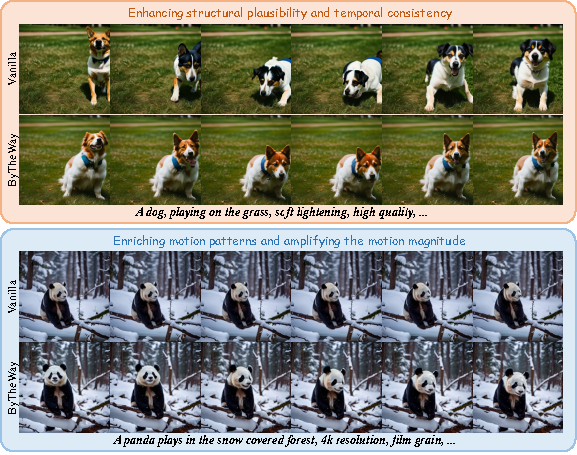 Enhancing structural plausibility and temporal consistency
Vanilla
ByTheWay
A dog, playing on the grass, soft lightening, high quality, ...
Enriching motion patterns and amplifying the motion magnitude
Vanilla
ByTheWay
A panda plays in the snow covered forest, 4k resolution, film grain, ...